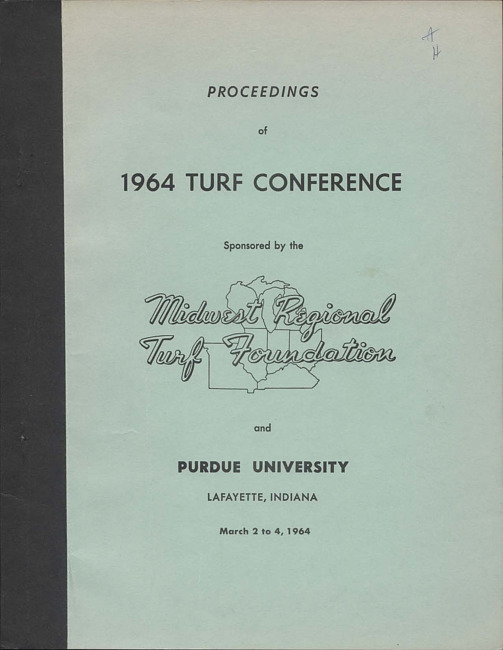 A
H
PROCEEDINGS
of
1964 TURF CONFERENCE
Sponsored by the
Midwest Regional
Turf Foundation
and
PURDUE UNIVERSITY
LAFAYETTE, INDIANA
March 2 to 4, 1964